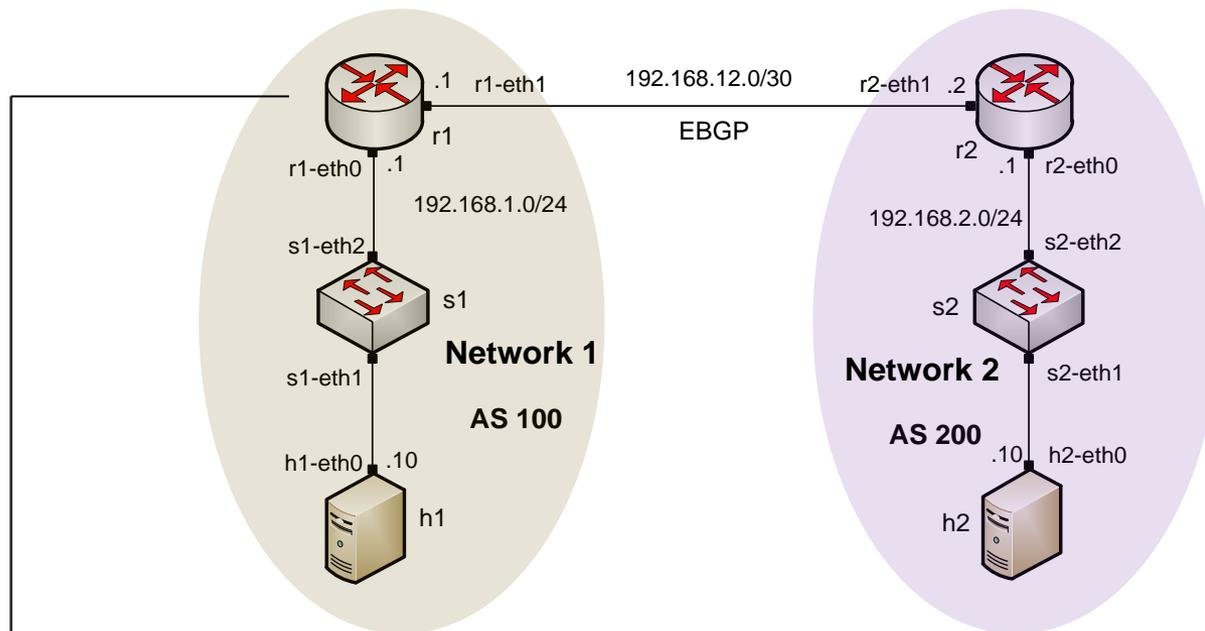 .1 r1-eth1
192.168.12.0/30
r2-eth1 .2
EBGP
r1
r2
r1-eth0 .1
.1 r2-eth0
192.168.1.0/24
192.168.2.0/24
s1-eth2
s2-eth2
s1
s2
Network 1
Network 2
s1-eth1
s2-eth1
AS 100
AS 200
h1-eth0 .10
.10 h2-eth0
h1
h2